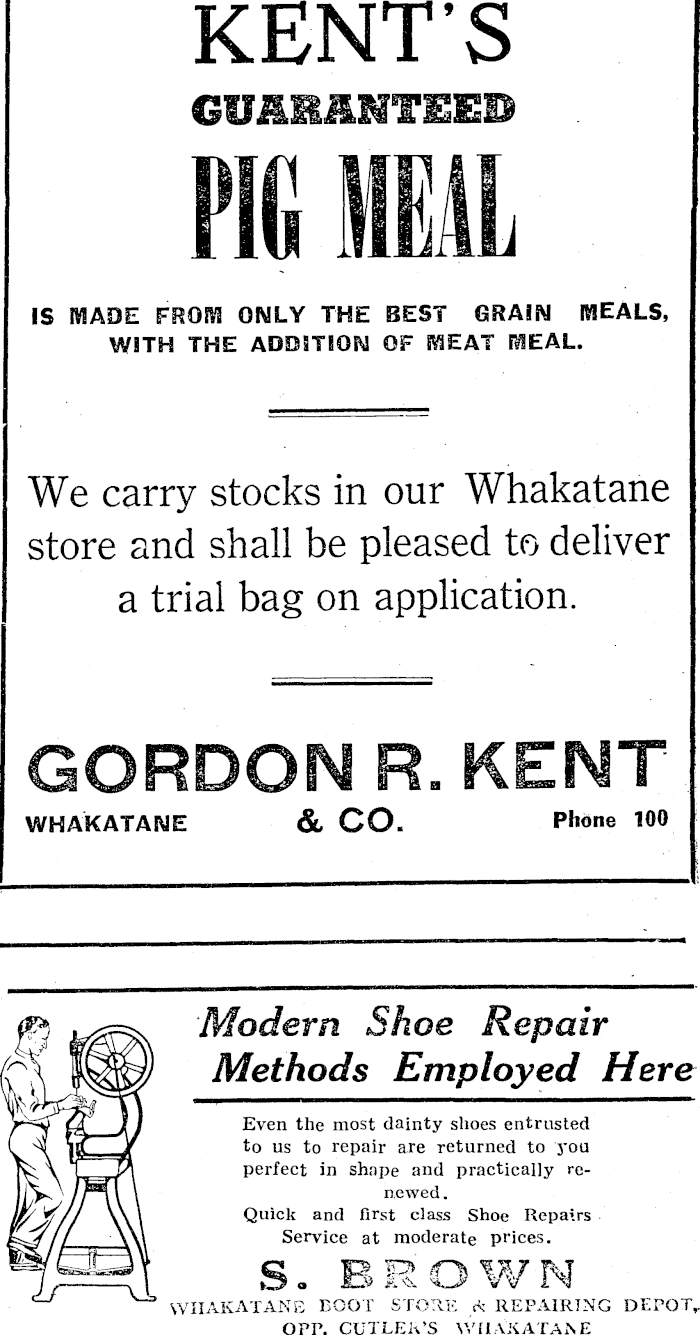 KENT'S
GUARANTEED
PIG MEAL
IS MADE FROM ONLY THE BEST GRAIN MEALS,
WITH THE ADDITION OF MEAT MEAL.
We carry stocks in our Whakatane
store and shall be pleased to deliver
a trial bag on application.
GORDON R. KENT
WHAKATANE & CO. Phone 100
Modern Shoe Repair
Methods Employed Here
Even the most dainty shoes entrusted
to us to repair are returned to you
perfect in shape and practically re-
newed.
Quick and first class Shoe Repairs
Service at moderate prices.
S. BROWN
WHAKATANE BOOT STORE & REPAIRING DEPOT,
OPP. CUTLER'S WHAKATANE